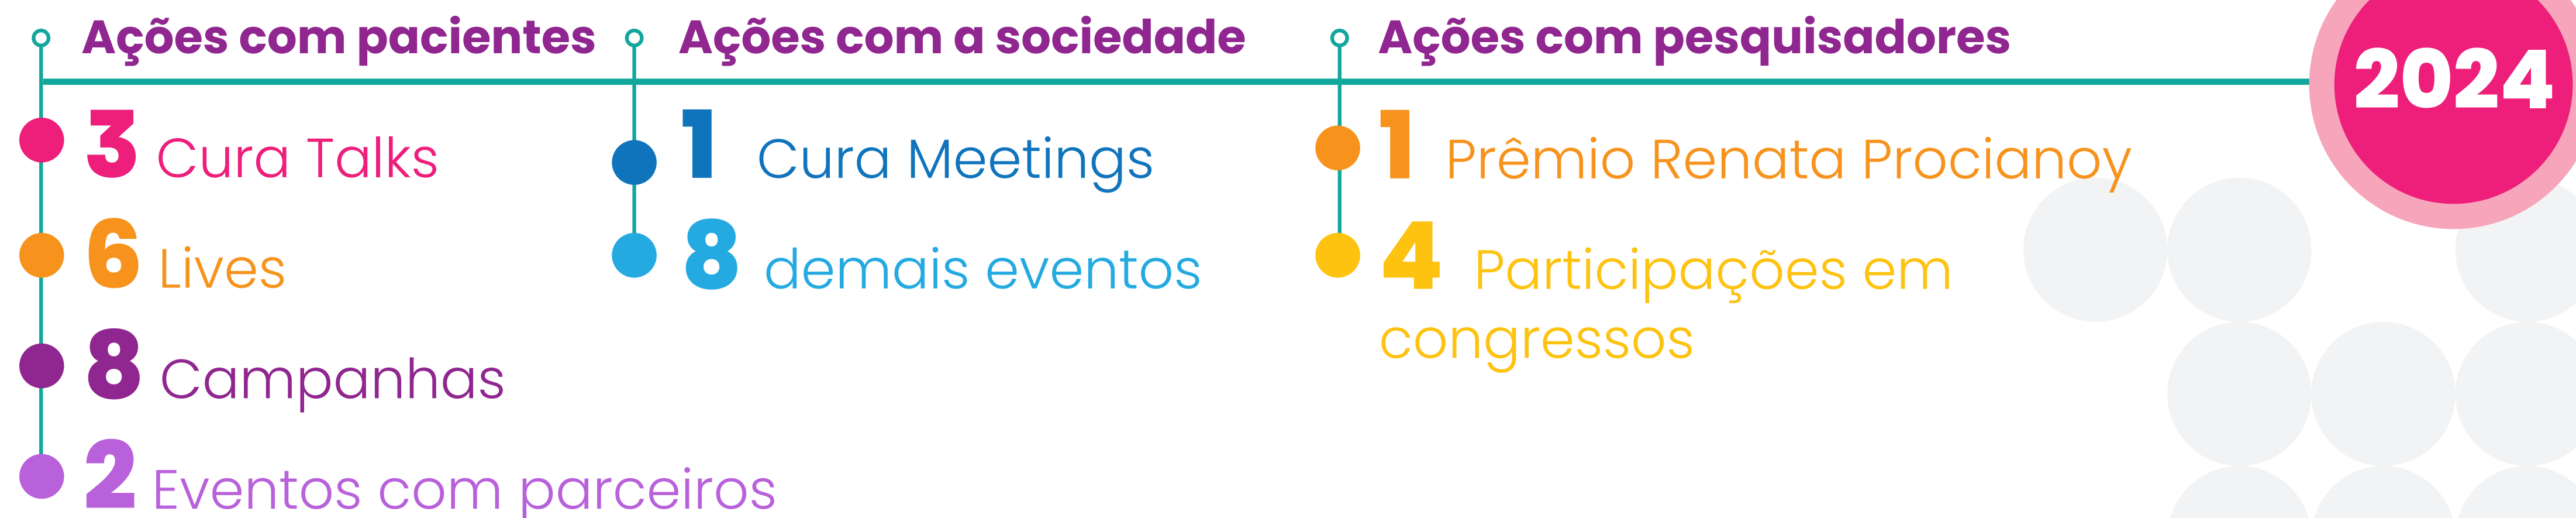 Ações com pacientes
3 Cura Talks
6 Lives
8 Campanhas
2 Eventos com parceiros
Ações com a sociedade
1 Cura Meetings
8 demais eventos
Ações com pesquisadores
1 Prêmio Renata Procianoy
4 Participações em
congressos
2024